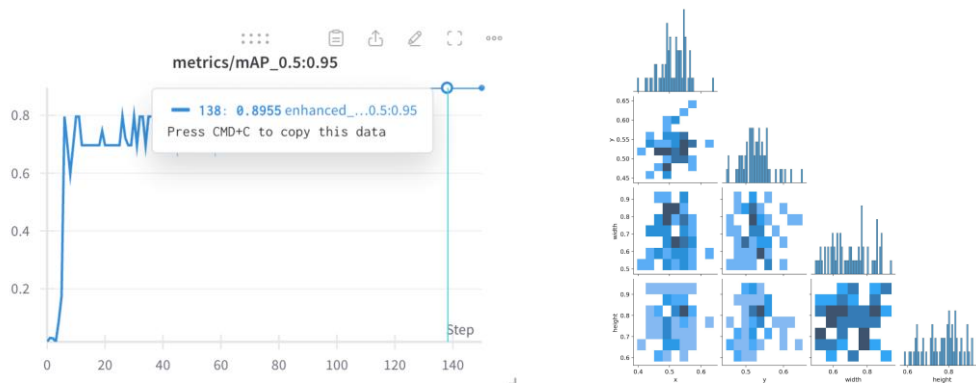 metrics/mAP_0.5:0.95
138: 0.8955 enhanced_...0.5:0.95
Press CMD+C to copy this data
0.8
0.6
0.4
0.2
Step
0 20 40 60 80 100 120 140
0.65
0.60
0.55
0.50
0.45
y
0.9
0.8
0.7
0.6
0.5
width
0.9
0.8
0.7
0.6
height
0.4 0.5 0.6 0.5 0.6 0.6 0.8 0.6 0.8
x y width height